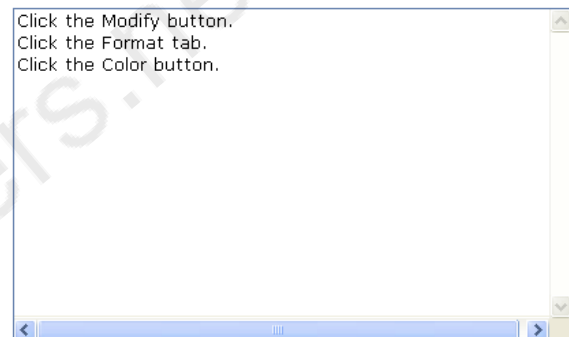 Click the Modify button.
Click the Format tab.
Click the Color button.